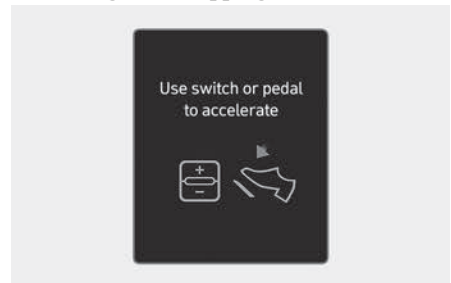 Use switch or pedal
to accelerate
+
−